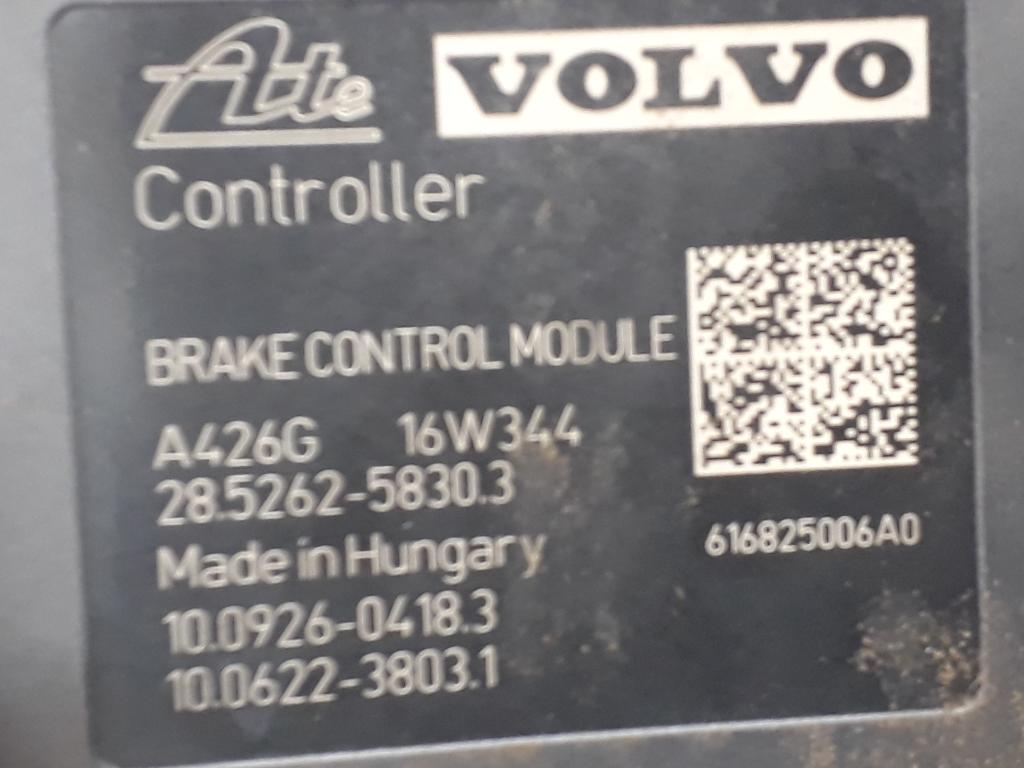 Ate VOLVO
Controller
BRAKE CONTROL MODULE
A426G 16W344
28.5262-5830.3
Made in Hungary
616825006A0
10.0926-0418.3
10.0622-3803.1